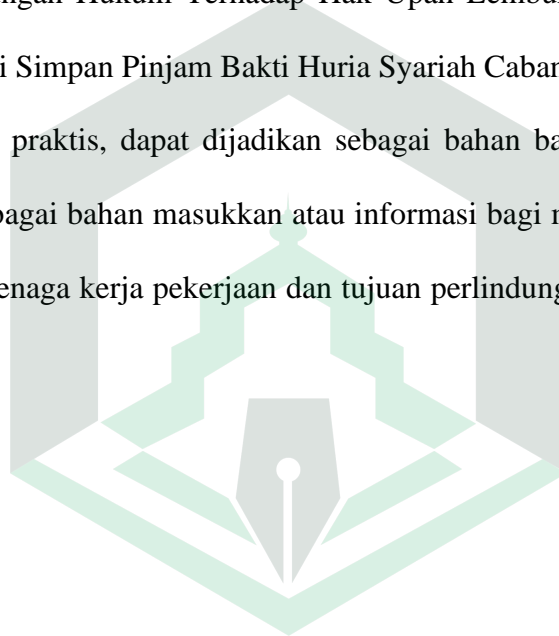 ngan Hukum Terhadap Hak Upah Lembur
i Simpan Pinjam Bakti Huria Syariah Caban
praktis, dapat dijadikan sebagai bahan ba
bagai bahan masukkan atau informasi bagi
enaga kerja pekerjaan dan tujuan perlindung